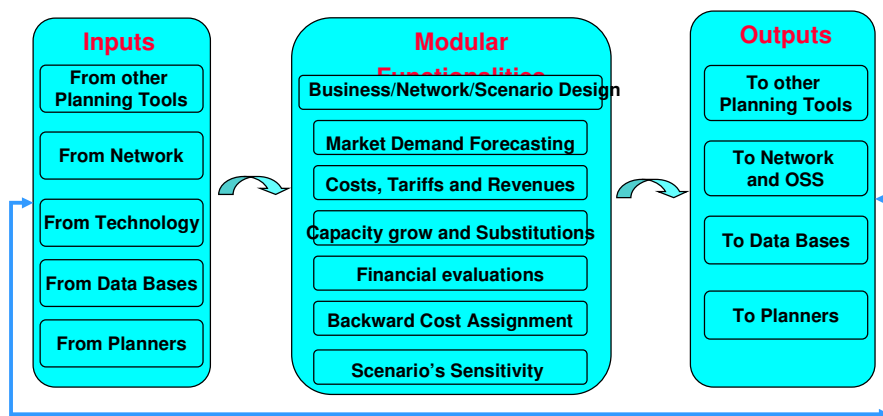 Inputs
From other
Planning Tools
From Network
From Technology
From Data Bases
From Planners
Modular
Functionalities
Business/Network/Scenario Design
Market Demand Forecasting
Costs, Tariffs and Revenues
Capacity grow and Substitutions
Financial evaluations
Backward Cost Assignment
Scenario's Sensitivity
Outputs
To other
Planning Tools
To Network
and OSS
To Data Bases
To Planners